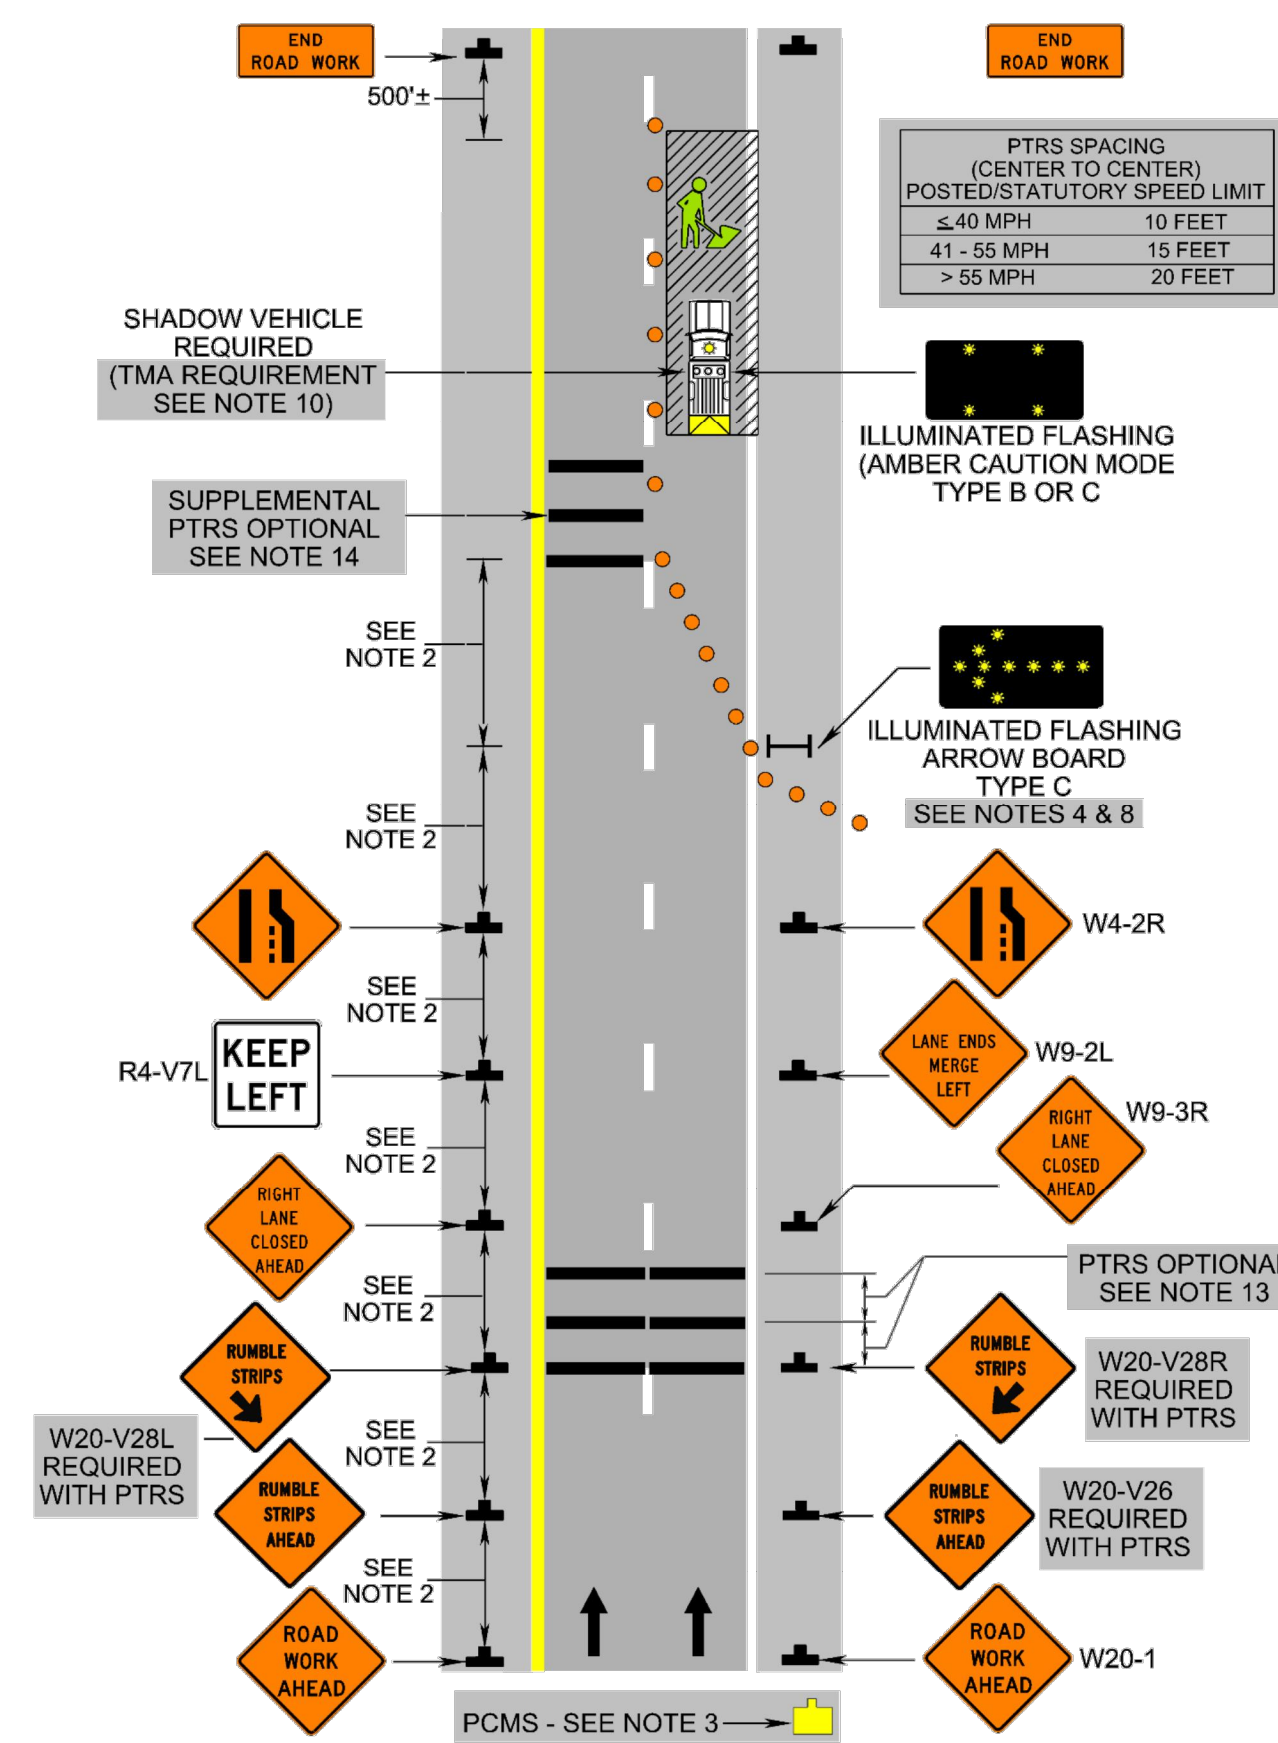 END
ROAD WORK
END
ROAD WORK
500'±
PTRS SPACING
(CENTER TO CENTER)
POSTED/STATUTORY SPEED LIMIT
≤40 MPH 10 FEET
41 - 55 MPH 15 FEET
> 55 MPH 20 FEET
SHADOW VEHICLE
REQUIRED
(TMA REQUIREMENT
SEE NOTE 10)
ILLUMINATED FLASHING
(AMBER CAUTION MODE
TYPE B OR C
SUPPLEMENTAL
PTRS OPTIONAL
SEE NOTE 14
SEE
NOTE 2
ILLUMINATED FLASHING
ARROW BOARD
TYPE C
SEE NOTES 4 & 8
SEE
NOTE 2
W4-2R
SEE
NOTE 2
R4-V7L
KEEP
LEFT
LANE ENDS
MERGE
LEFT
W9-2L
W9-3R
RIGHT
LANE
CLOSED
AHEAD
SEE
NOTE 2
RIGHT
LANE
CLOSED
AHEAD
PTRS OPTIONAL
SEE NOTE 13
SEE
NOTE 2
RUMBLE
STRIPS
RUMBLE
STRIPS
W20-V28R
REQUIRED
WITH PTRS
W20-V28L
REQUIRED
WITH PTRS
SEE
NOTE 2
RUMBLE
STRIPS
AHEAD
RUMBLE
STRIPS
AHEAD
W20-V26
REQUIRED
WITH PTRS
SEE
NOTE 2
ROAD
WORK
AHEAD
ROAD
WORK
AHEAD
W20-1
PCMS - SEE NOTE 3